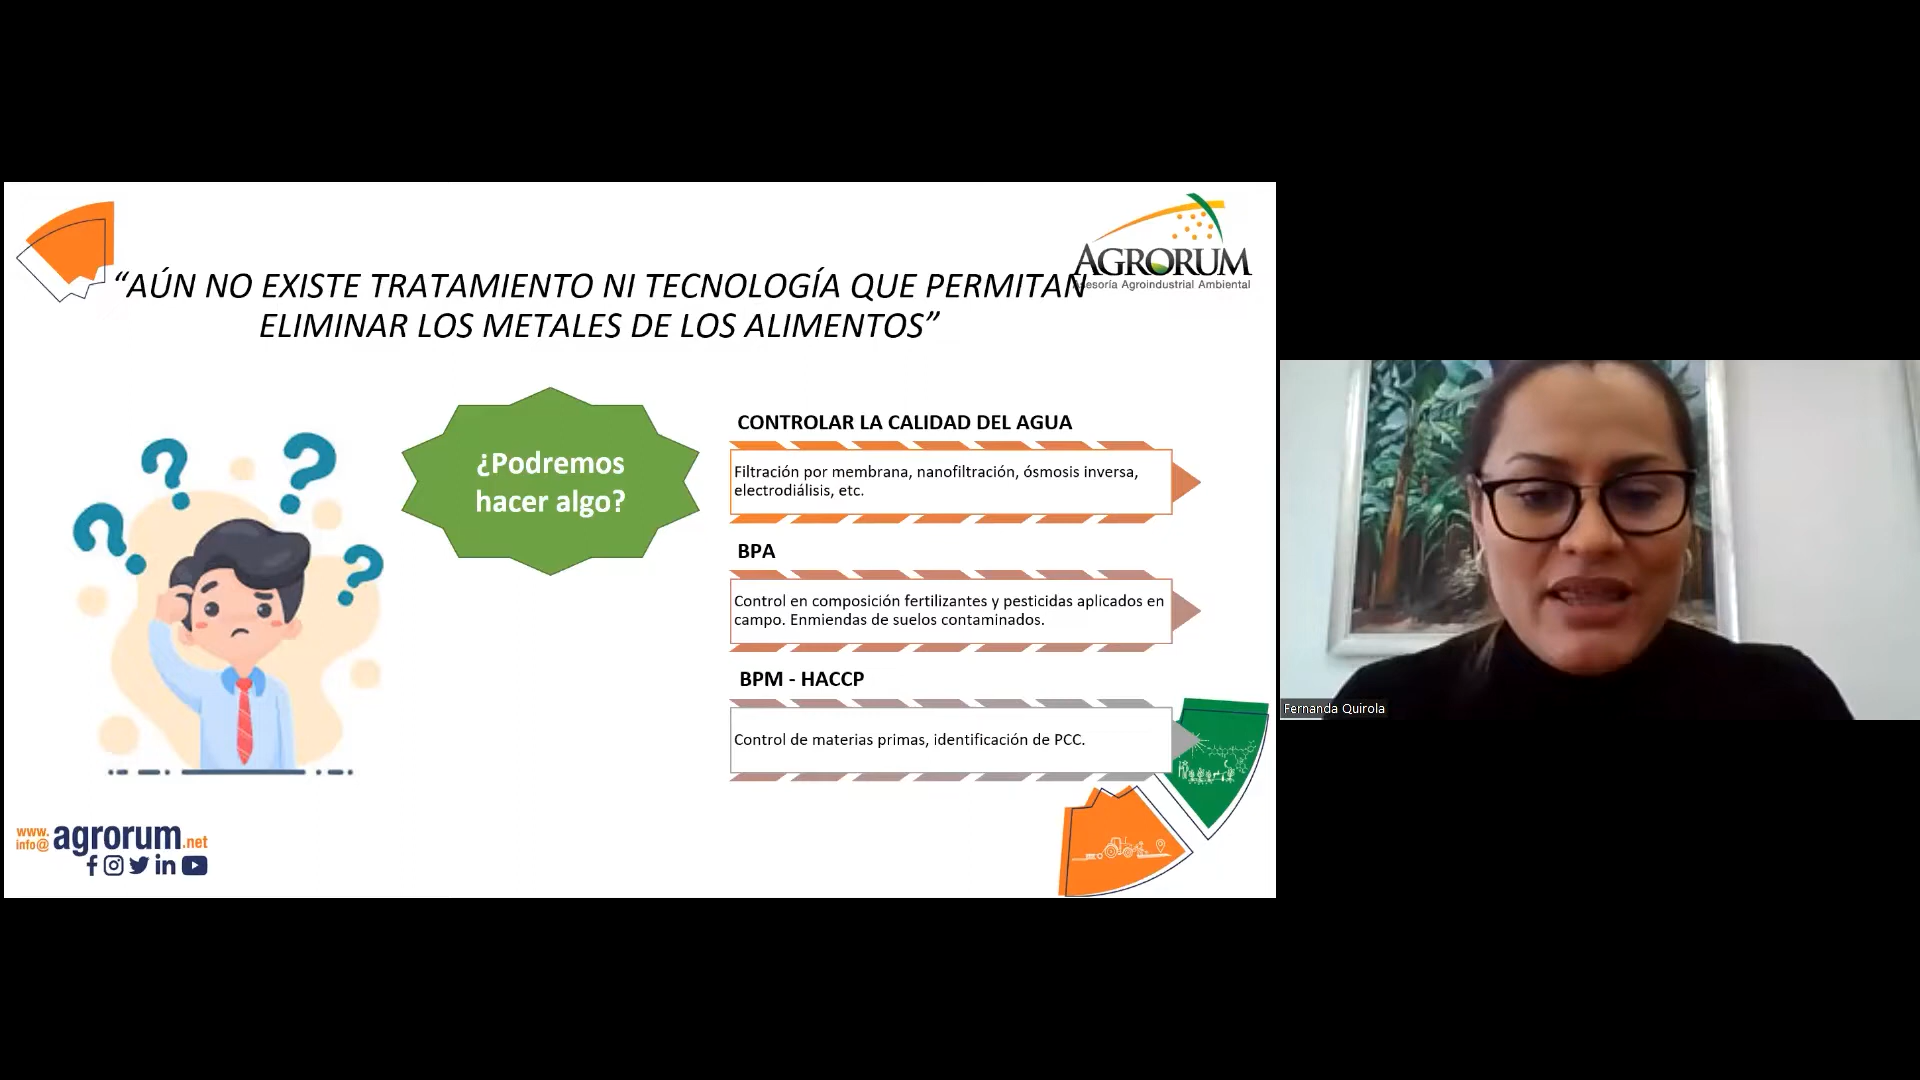 AGRORUM
Asesoría Agroindustrial Ambiental
“AÚN NO EXISTE TRATAMIENTO NI TECNOLOGÍA QUE PERMITAN
ELIMINAR LOS METALES DE LOS ALIMENTOS”
¿Podremos
hacer algo?
CONTROLAR LA CALIDAD DEL AGUA
Filtración por membrana, nanofiltración, ósmosis inversa,
electrodiálisis, etc.
BPA
Control en composición fertilizantes y pesticidas aplicados en
campo. Enmiendas de suelos contaminados.
BPM - HACCP
Control de materias primas, identificación de PCC.
www.
info@ agrorum.net
Fernanda Quirola